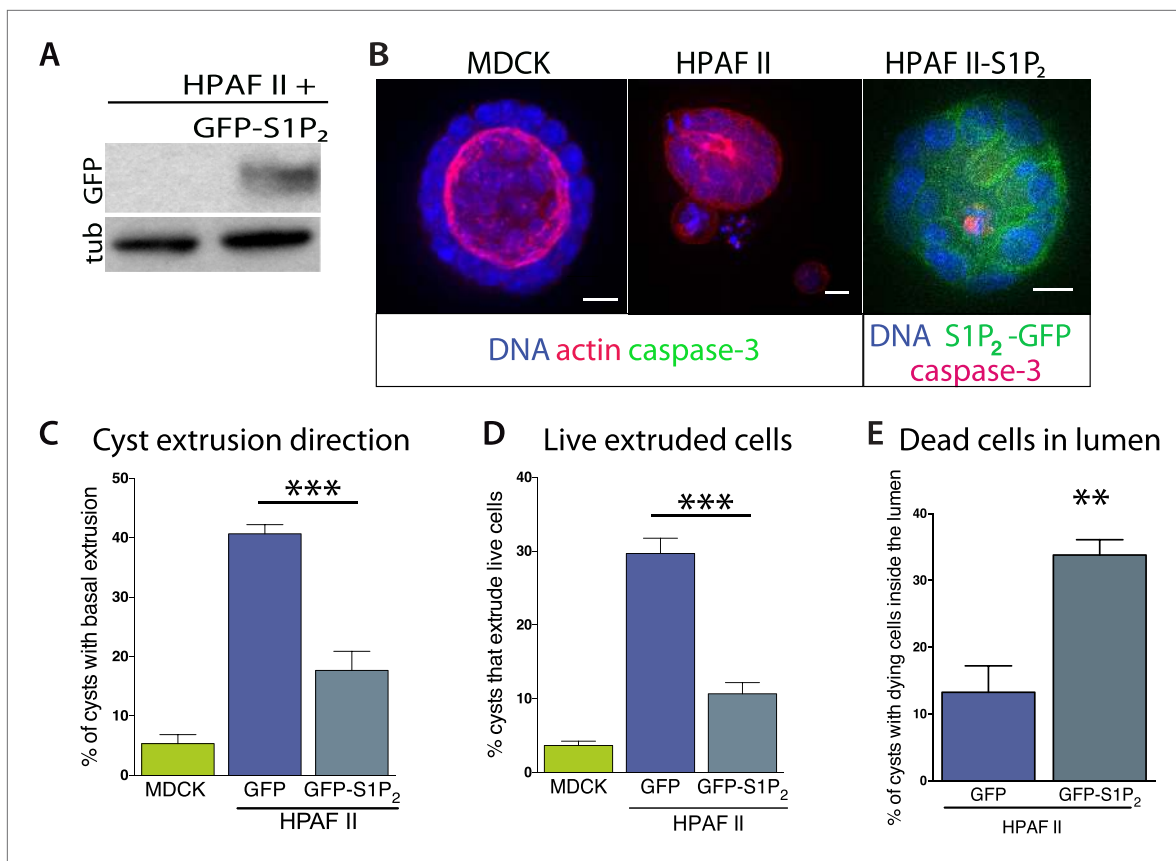 A
HPAF II +
GFP-S1P₂
GFP
tub
B
MDCK
HPAF II
HPAF II-S1P₂
DNA actin caspase-3
DNA S1P₂-GFP
caspase-3
C
Cyst extrusion direction
% of cysts with basal extrusion
50
40
30
20
10
0
***
MDCK
GFP
GFP-S1P₂
HPAF II
D
Live extruded cells
% cysts that extrude live cells
40
30
20
10
0
***
MDCK
GFP
GFP-S1P₂
HPAF II
E
Dead cells in lumen
% of cysts with dying cells inside the lumen
40
30
20
10
0
**
GFP
GFP-S1P₂
HPAF II